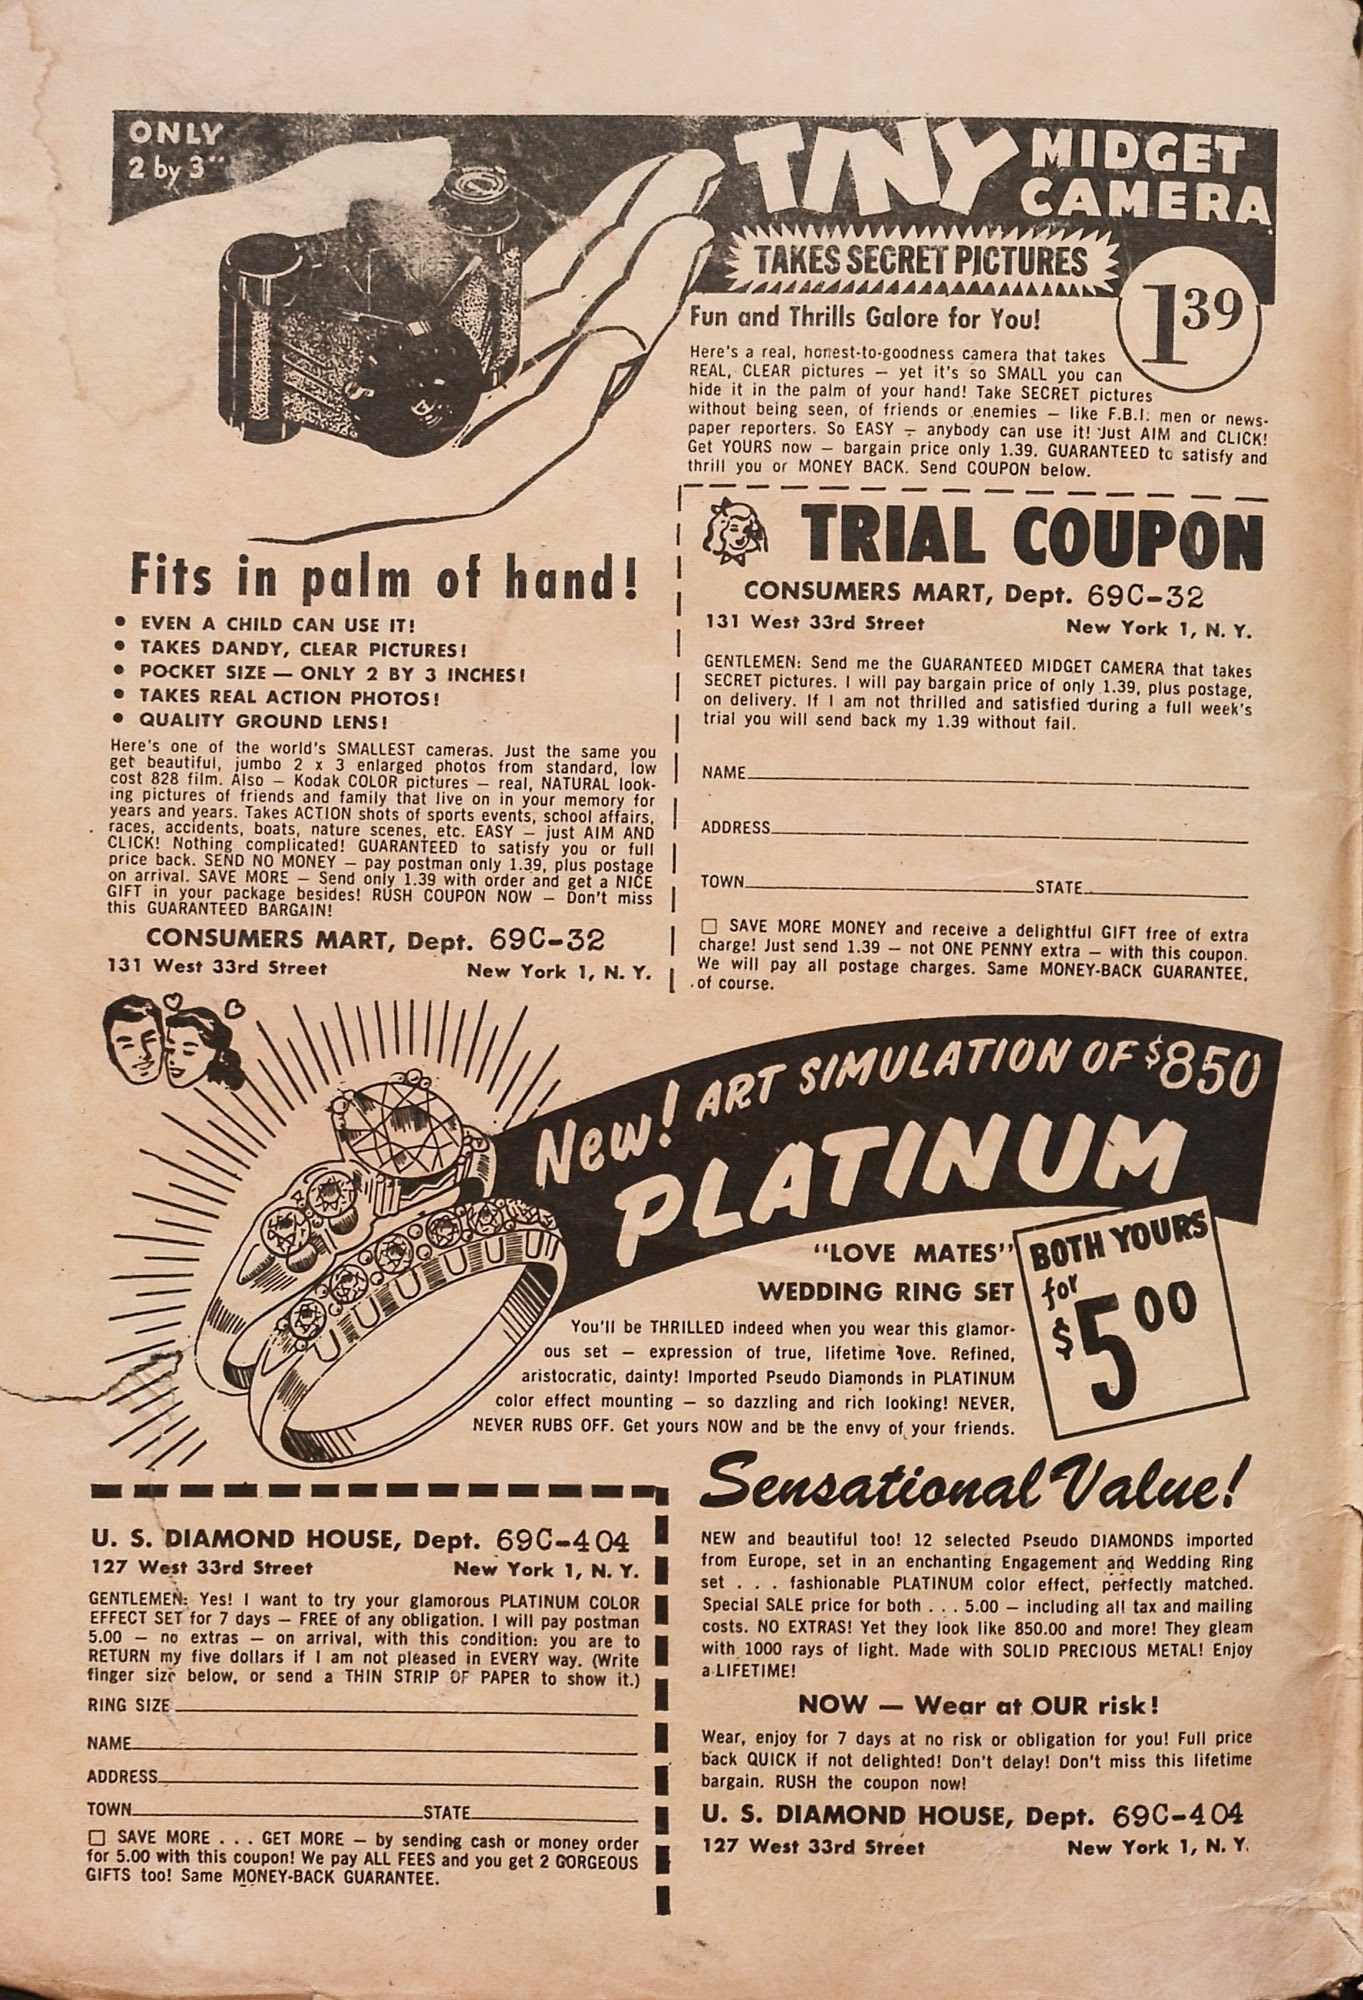 ONLY
2 by 3"
TINY MIDGET
CAMERA
TAKES SECRET PICTURES
1 39
Fun and Thrills Galore for You!
Here's a real, honest-to-goodness camera that takes
REAL, CLEAR pictures — yet it's so SMALL you can
hide it in the palm of your hand! Take SECRET pictures
without being seen, of friends or enemies — like F.B.I. men or news-
paper reporters. So EASY — anybody can use it! Just AIM and CLICK!
Get YOURS now — bargain price only 1.39. GUARANTEED to satisfy and
thrill you or MONEY BACK. Send COUPON below.
Fits in palm of hand!
● EVEN A CHILD CAN USE IT!
● TAKES DANDY, CLEAR PICTURES!
● POCKET SIZE — ONLY 2 BY 3 INCHES!
● TAKES REAL ACTION PHOTOS!
● QUALITY GROUND LENS!
Here's one of the world's SMALLEST cameras. Just the same you
get beautiful, jumbo 2 x 3 enlarged photos from standard, low
cost 828 film. Also — Kodak COLOR pictures — real, NATURAL look-
ing pictures of friends and family that live on in your memory for
years and years. Takes ACTION shots of sports events, school affairs,
races, accidents, boats, nature scenes, etc. EASY — just AIM AND
CLICK! Nothing complicated! GUARANTEED to satisfy you or full
price back. SEND NO MONEY — pay postman only 1.39, plus postage
on arrival. SAVE MORE — Send only 1.39 with order and get a NICE
GIFT in your package besides! RUSH COUPON NOW — Don't miss
this GUARANTEED BARGAIN!
CONSUMERS MART, Dept. 69C-32
131 West 33rd Street New York 1, N. Y.
TRIAL COUPON
CONSUMERS MART, Dept. 69C-32
131 West 33rd Street New York 1, N. Y.
GENTLEMEN: Send me the GUARANTEED MIDGET CAMERA that takes
SECRET pictures. I will pay bargain price of only 1.39, plus postage,
on delivery. If I am not thrilled and satisfied during a full week's
trial you will send back my 1.39 without fail.
NAME
ADDRESS
TOWN STATE
□ SAVE MORE MONEY and receive a delightful GIFT free of extra
charge! Just send 1.39 — not ONE PENNY extra — with this coupon.
We will pay all postage charges. Same MONEY-BACK GUARANTEE,
of course.
New! ART SIMULATION OF $850
PLATINUM
"LOVE MATES"
WEDDING RING SET
BOTH YOURS
for
$5 00
You'll be THRILLED indeed when you wear this glamor-
ous set — expression of true, lifetime love. Refined,
aristocratic, dainty! Imported Pseudo Diamonds in PLATINUM
color effect mounting — so dazzling and rich looking! NEVER,
NEVER RUBS OFF. Get yours NOW and be the envy of your friends.
U. S. DIAMOND HOUSE, Dept. 69C-404
127 West 33rd Street New York 1, N. Y.
GENTLEMEN: Yes! I want to try your glamorous PLATINUM COLOR
EFFECT SET for 7 days — FREE of any obligation. I will pay postman
5.00 — no extras — on arrival, with this condition: you are to
RETURN my five dollars if I am not pleased in EVERY way. (Write
finger size below, or send a THIN STRIP OF PAPER to show it.)
RING SIZE
NAME
ADDRESS
TOWN STATE
□ SAVE MORE . . . GET MORE — by sending cash or money order
for 5.00 with this coupon! We pay ALL FEES and you get 2 GORGEOUS
GIFTS too! Same MONEY-BACK GUARANTEE.
Sensational Value!
NEW and beautiful too! 12 selected Pseudo DIAMONDS imported
from Europe, set in an enchanting Engagement and Wedding Ring
set . . . fashionable PLATINUM color effect, perfectly matched.
Special SALE price for both . . . 5.00 — including all tax and mailing
costs. NO EXTRAS! Yet they look like 850.00 and more! They gleam
with 1000 rays of light. Made with SOLID PRECIOUS METAL! Enjoy
a LIFETIME!
NOW — Wear at OUR risk!
Wear, enjoy for 7 days at no risk or obligation for you! Full price
back QUICK if not delighted! Don't delay! Don't miss this lifetime
bargain. RUSH the coupon now!
U. S. DIAMOND HOUSE, Dept. 69C-404
127 West 33rd Street New York 1, N. Y.